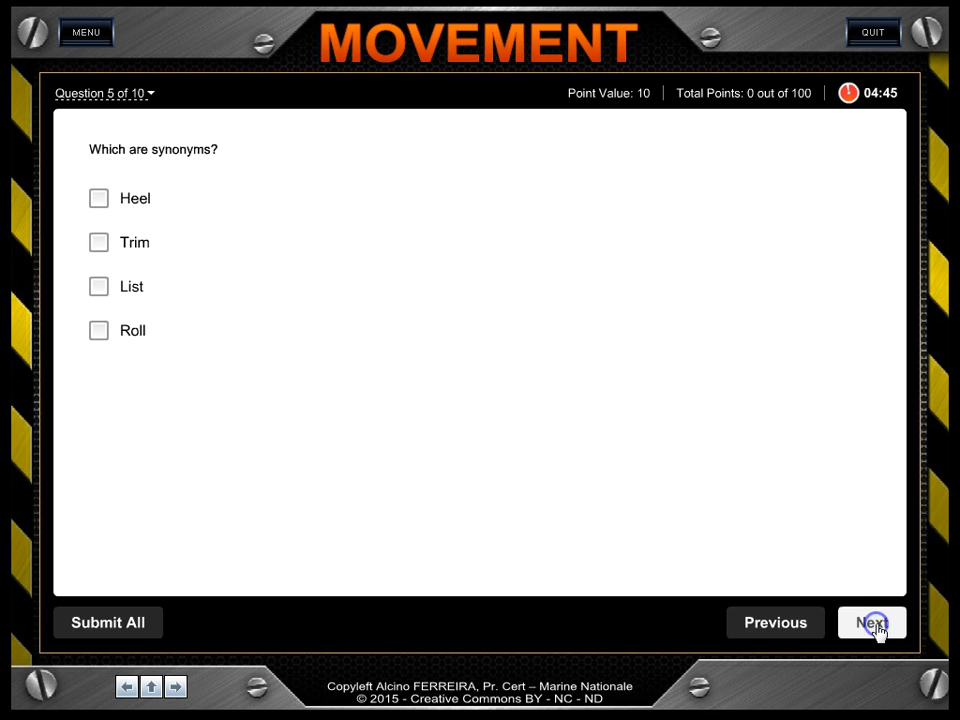 MENU
MOVEMENT
QUIT
Question 5 of 10
Point Value: 10
Total Points: 0 out of 100
04:45
Which are synonyms?
Heel
Trim
List
Roll
Submit All
Previous
Next
Copyleft Alcino FERREIRA, Pr. Cert – Marine Nationale
© 2015 - Creative Commons BY - NC - ND